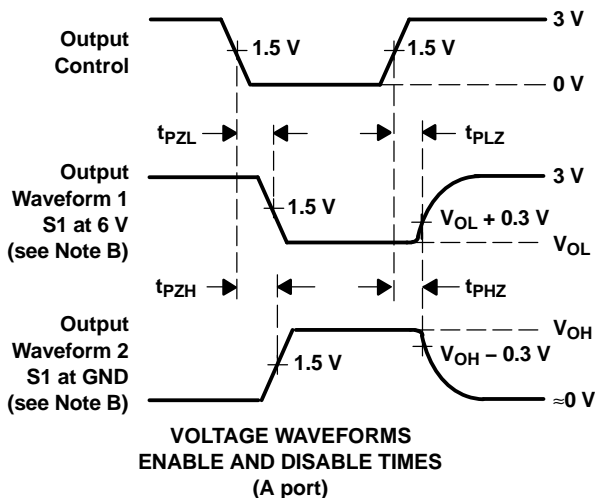 Output
Control
1.5 V
1.5 V
3 V
0 V
tPZL
tPLZ
Output
Waveform 1
S1 at 6 V
(see Note B)
1.5 V
3 V
VOL + 0.3 V
VOL
tPZH
tPHZ
Output
Waveform 2
S1 at GND
(see Note B)
1.5 V
VOH
VOH − 0.3 V
≈0 V
VOLTAGE WAVEFORMS
ENABLE AND DISABLE TIMES
(A port)